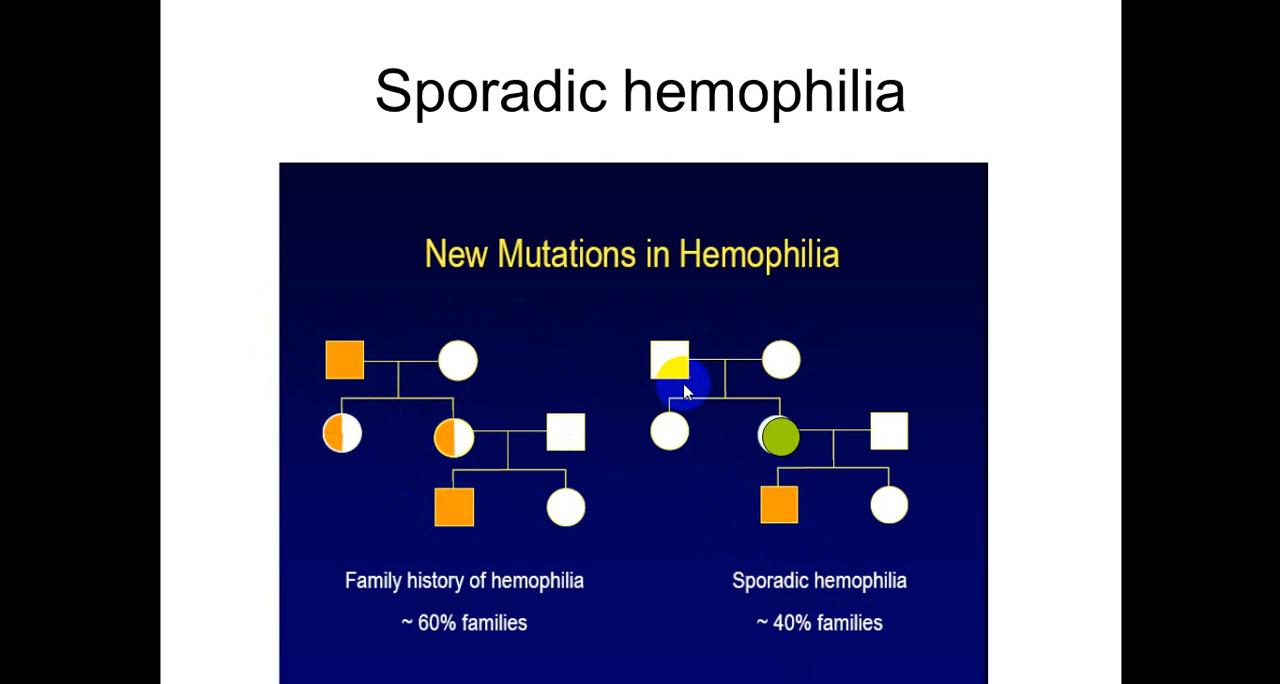 Sporadic hemophilia
New Mutations in Hemophilia
Family history of hemophilia
~ 60% families
Sporadic hemophilia
~ 40% families